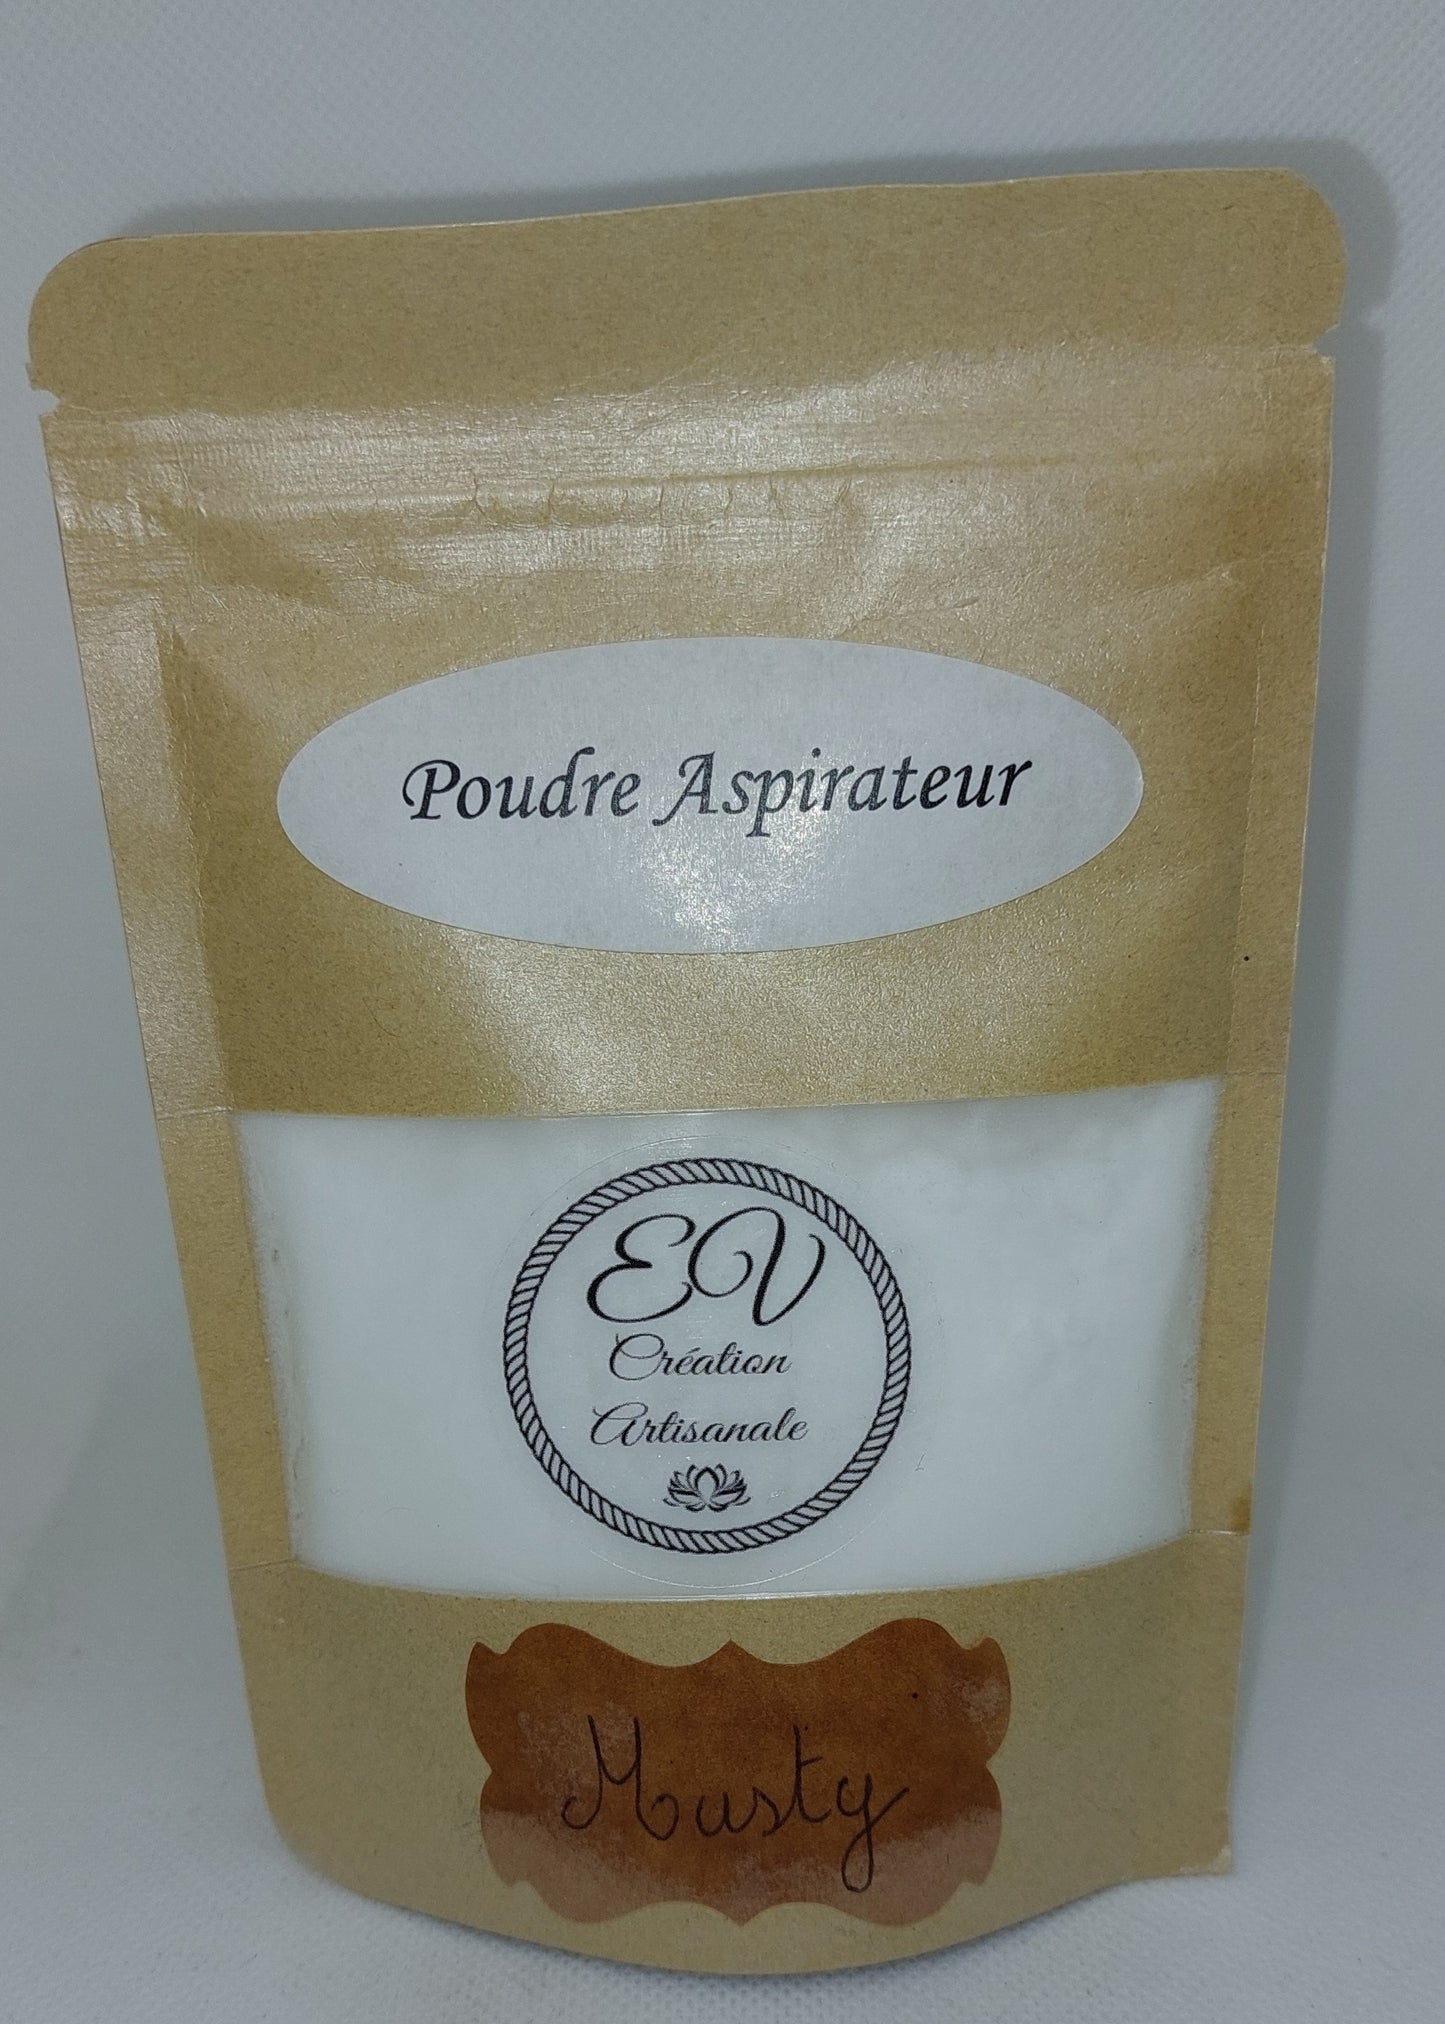 Poudre Aspirateur
EV
Création
Artisanale
Musty